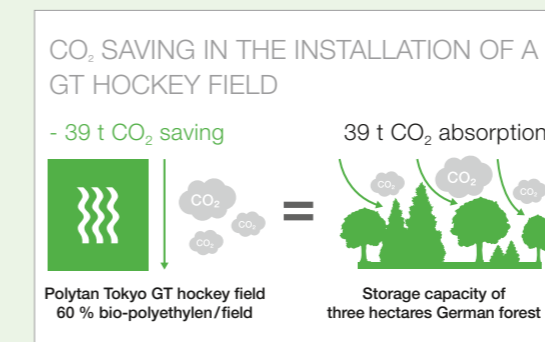 CO₂ SAVING IN THE INSTALLATION OF A
GT HOCKEY FIELD
- 39 t CO₂ saving
39 t CO₂ absorption
CO₂
CO₂
CO₂
CO₂
CO₂
CO₂
=
Polytan Tokyo GT hockey field
60 % bio-polyethylen/field
Storage capacity of
three hectares German forest